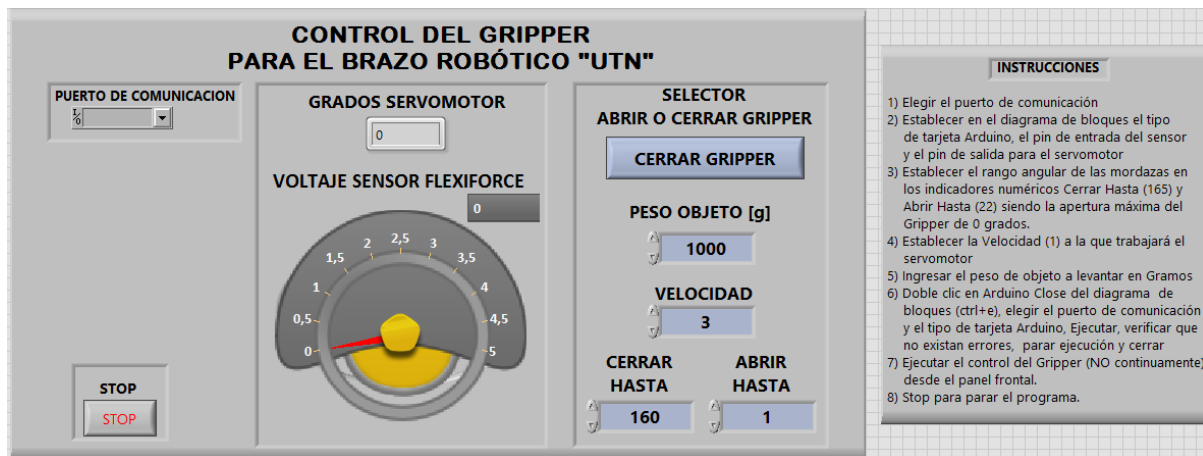 CONTROL DEL GRIPPER
PARA EL BRAZO ROBÓTICO "UTN"
PUERTO DE COMUNICACION
I/O
STOP
STOP
GRADOS SERVOMOTOR
0
VOLTAJE SENSOR FLEXIFORCE
0
0
0,5
1
1,5
2
2,5
3
3,5
4
4,5
5
SELECTOR
ABRIR O CERRAR GRIPPER
CERRAR GRIPPER
PESO OBJETO [g]
1000
VELOCIDAD
3
CERRAR
HASTA
160
ABRIR
HASTA
1
INSTRUCCIONES
1) Elegir el puerto de comunicación
2) Establecer en el diagrama de bloques el tipo
de tarjeta Arduino, el pin de entrada del sensor
y el pin de salida para el servomotor
3) Establecer el rango angular de las mordazas en
los indicadores numéricos Cerrar Hasta (165) y
Abrir Hasta (22) siendo la apertura máxima del
Gripper de 0 grados.
4) Establecer la Velocidad (1) a la que trabajará el
servomotor
5) Ingresar el peso de objeto a levantar en Gramos
6) Doble clic en Arduino Close del diagrama de
bloques (ctrl+e), elegir el puerto de comunicación
y el tipo de tarjeta Arduino, Ejecutar, verificar que
no existan errores, parar ejecución y cerrar
7) Ejecutar el control del Gripper (NO continuamente)
desde el panel frontal.
8) Stop para parar el programa.